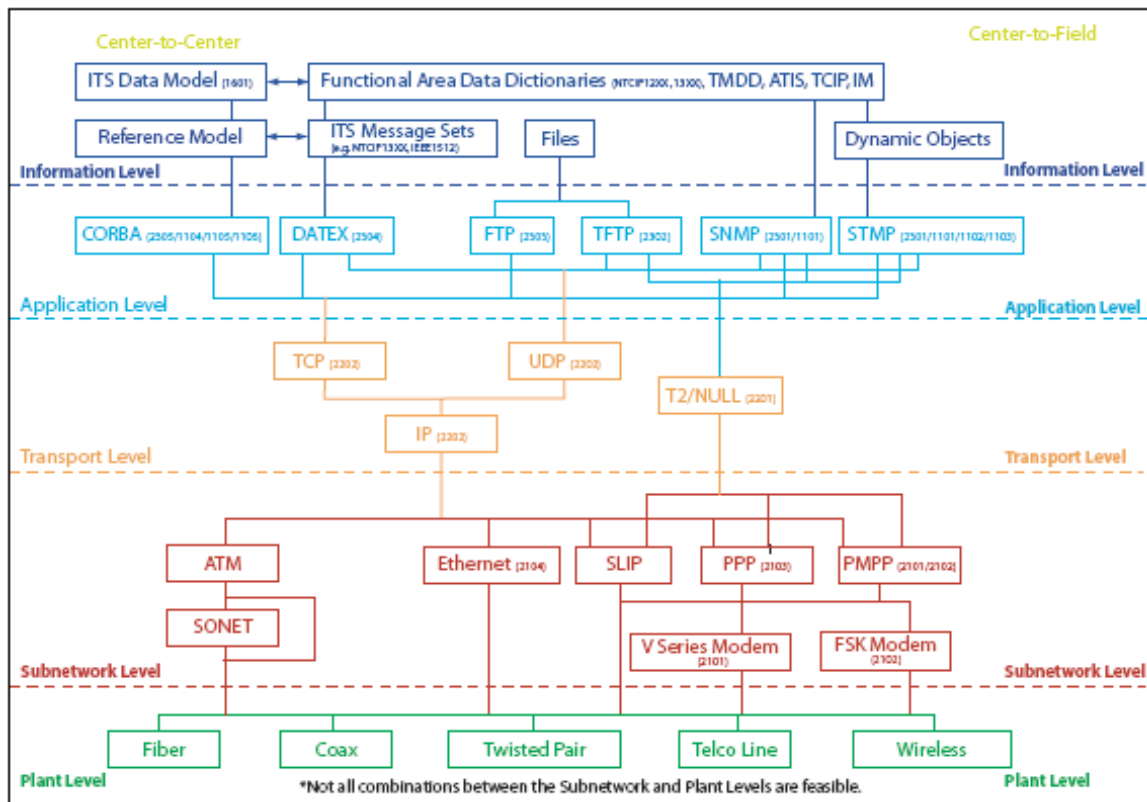 Center-to-Center
Center-to-Field
ITS Data Model (1601)
Functional Area Data Dictionaries (NTCIP12XX, 13XX), TMDD, ATIS, TCIP, IM
Reference Model
ITS Message Sets
(e.g. NTCIP13XX, IEEE1512)
Files
Dynamic Objects
Information Level
Information Level
CORBA (2305/1104/1105/1106)
DATEX (2304)
FTP (2303)
TFTP (2302)
SNMP (2301/1101)
STMP (2301/1101/1102/1103)
Application Level
Application Level
TCP (2202)
UDP (2202)
T2/NULL (2201)
IP (2202)
Transport Level
Transport Level
ATM
Ethernet (2104)
SLIP
PPP (2103)
PMPP (2101/2102)
SONET
V Series Modem
(2101)
FSK Modem
(2102)
Subnetwork Level
Subnetwork Level
Fiber
Coax
Twisted Pair
Telco Line
Wireless
Plant Level
*Not all combinations between the Subnetwork and Plant Levels are feasible.
Plant Level